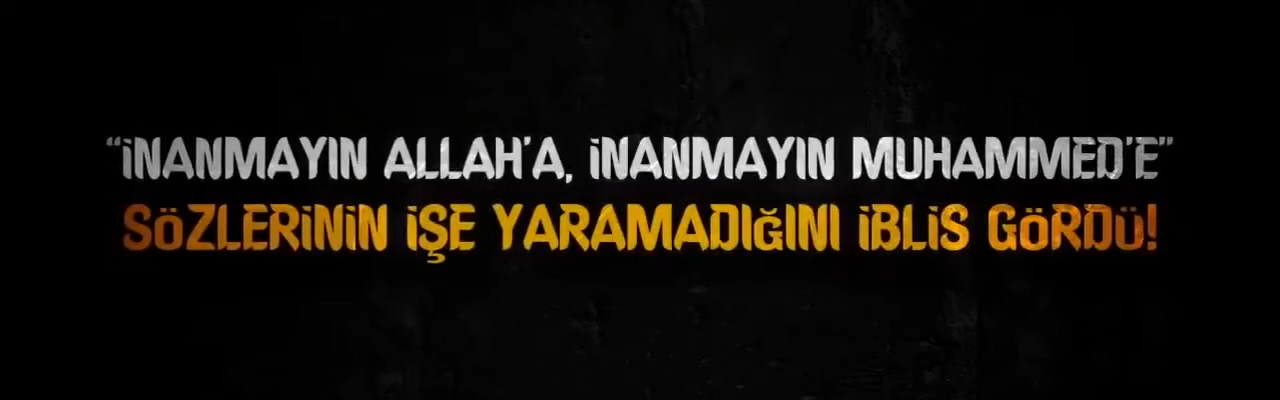 “İNANMAYIN ALLAH'A, İNANMAYIN MUHAMMED'E”
SÖZLERİNİN İŞE YARAMADIĞINI İBLİS GÖRDÜ!